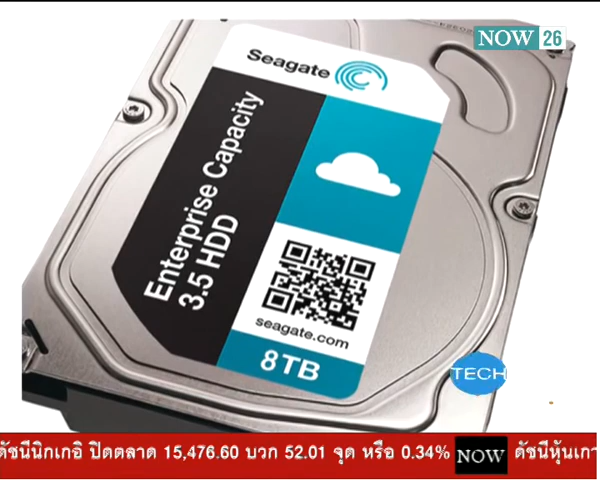 NOW 26
Seagate
Enterprise Capacity
3.5 HDD
seagate.com
8TB
TECH
ดัชนีนิกเกอิ ปิดตลาด 15,476.60 บวก 52.01 จุด หรือ 0.34% NOW ดัชนีหุ้นเกา